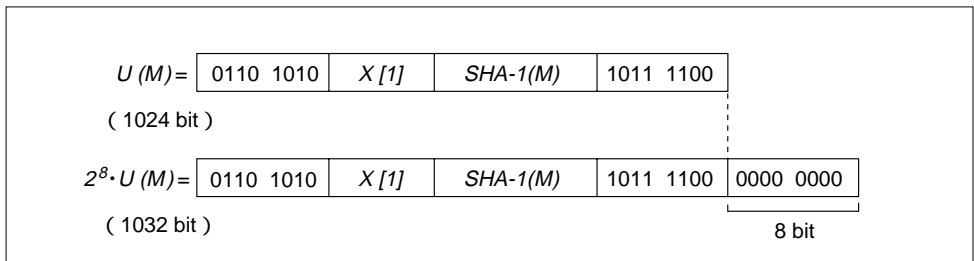 U (M) = 0110 1010 X [1] SHA-1(M) 1011 1100
( 1024 bit )
2⁸・U (M) = 0110 1010 X [1] SHA-1(M) 1011 1100 0000 0000
( 1032 bit )
8 bit